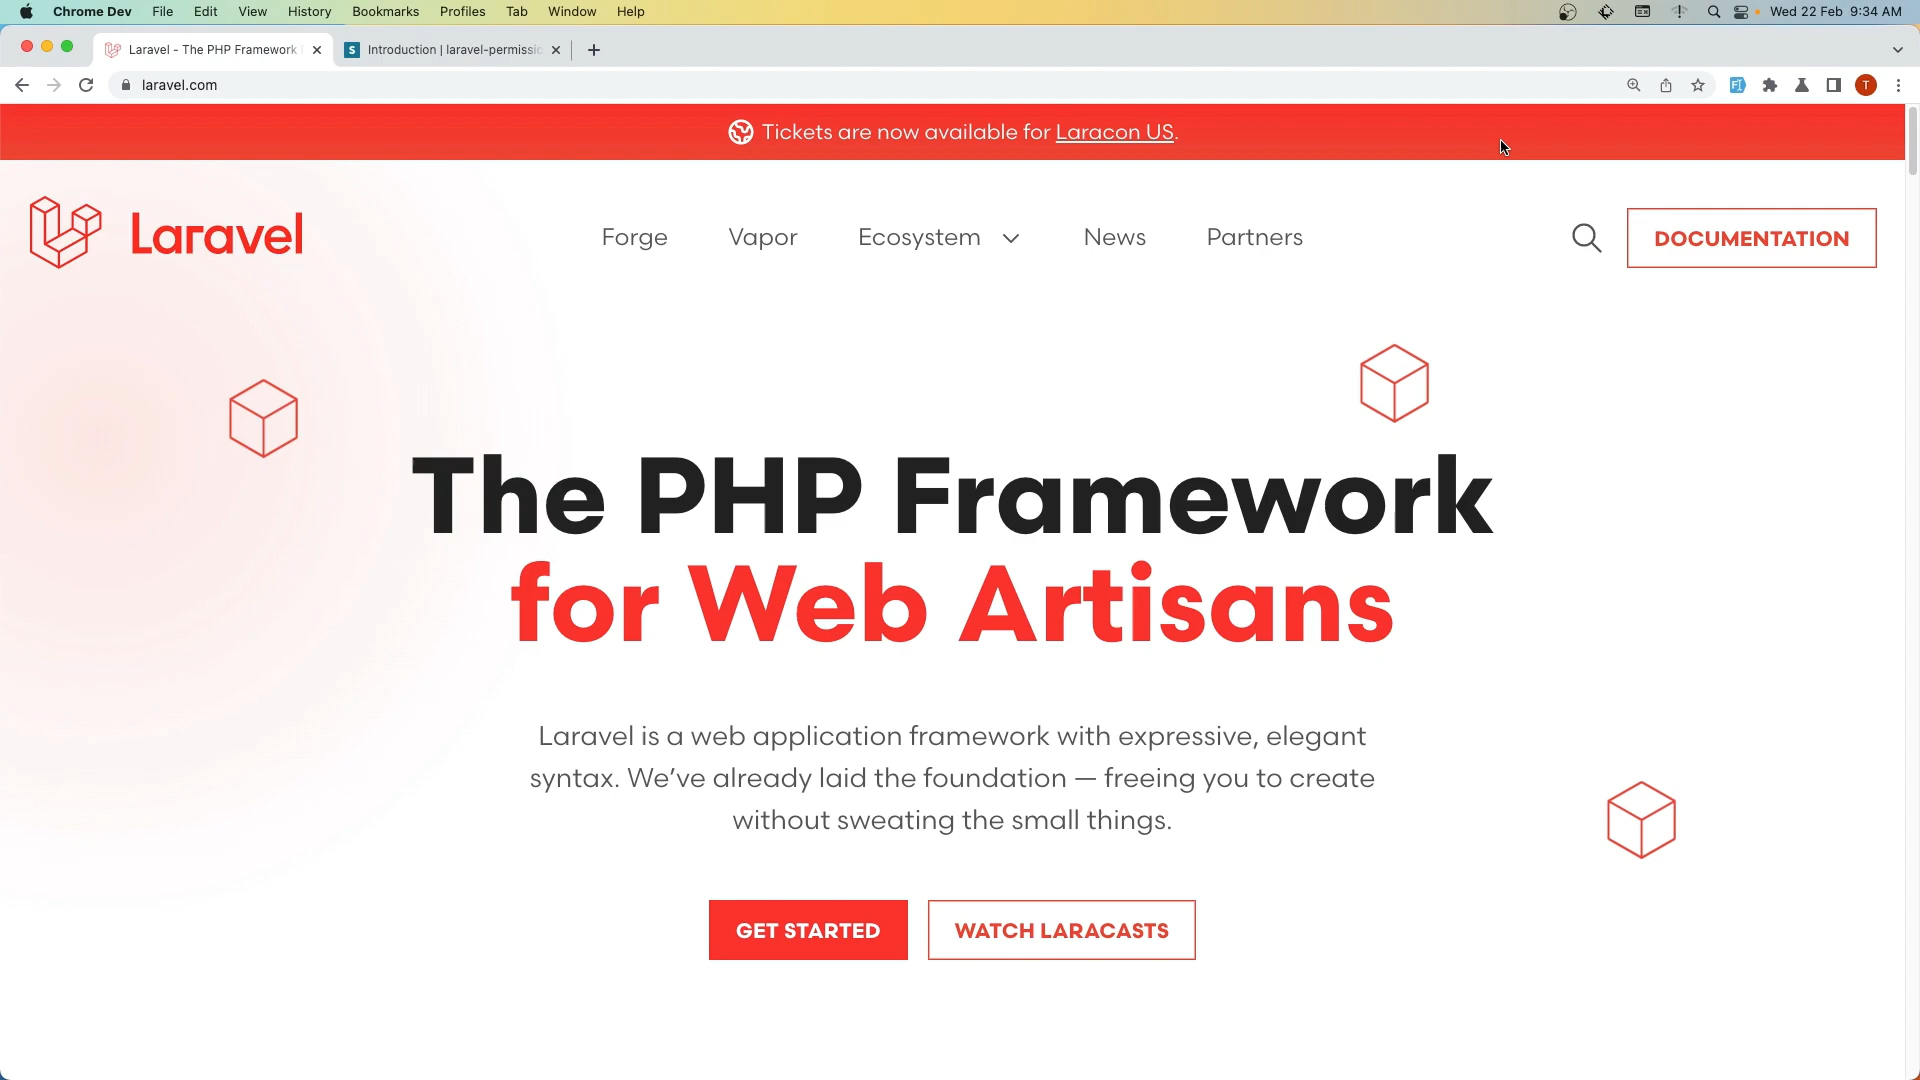 Chrome Dev File Edit View History Bookmarks Profiles Tab Window Help Wed 22 Feb 9:34 AM
Laravel - The PHP Framework S Introduction | laravel-permissio
laravel.com T
Tickets are now available for Laracon US.
Laravel Forge Vapor Ecosystem News Partners DOCUMENTATION
The PHP Framework
for Web Artisans
Laravel is a web application framework with expressive, elegant
syntax. We’ve already laid the foundation — freeing you to create
without sweating the small things.
GET STARTED WATCH LARACASTS